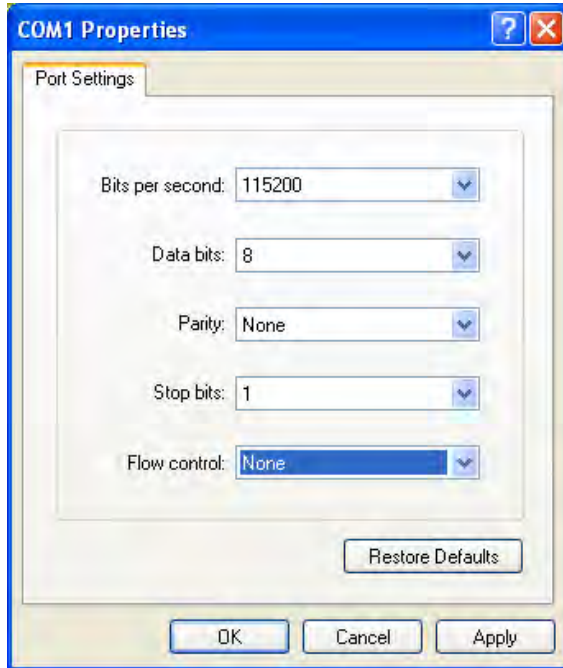 COM1 Properties
Port Settings
Bits per second: 115200
Data bits: 8
Parity: None
Stop bits: 1
Flow control: None
Restore Defaults
OK Cancel Apply